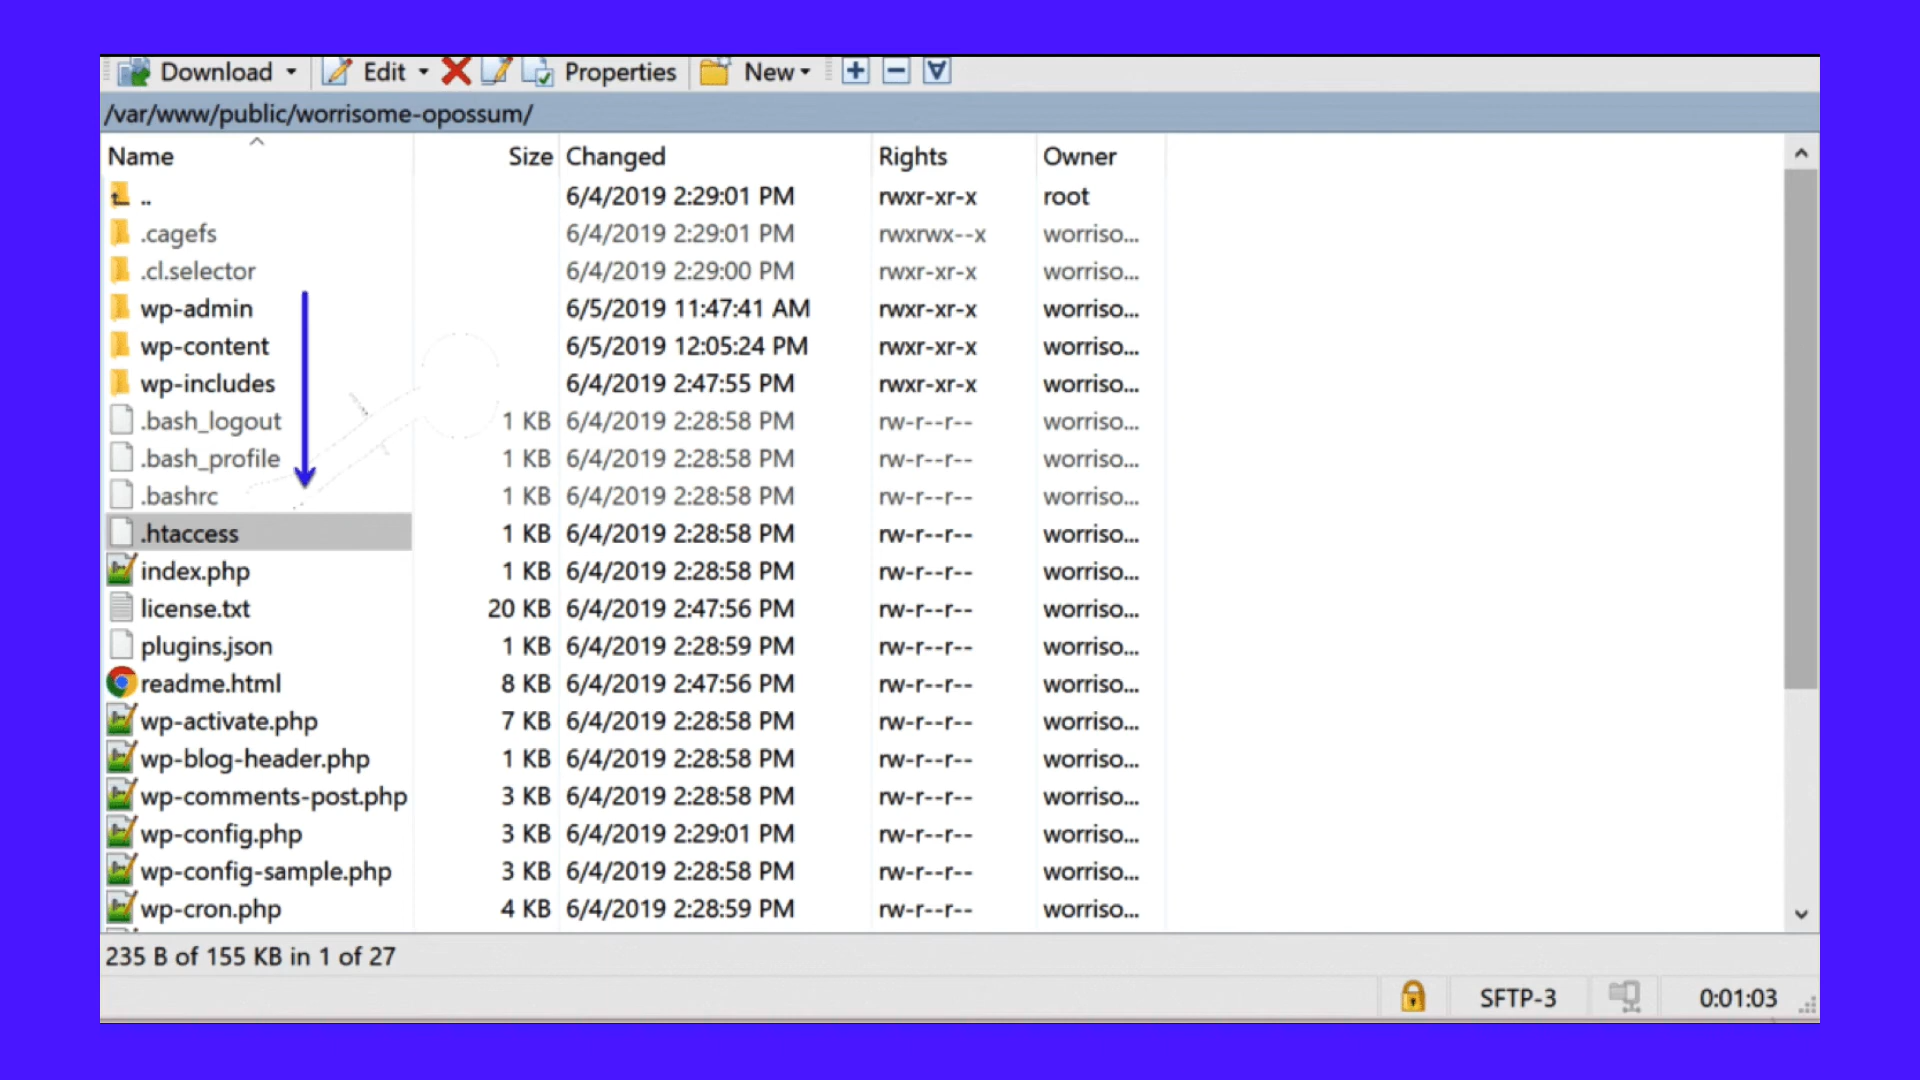 Download Edit Properties New
/var/www/public/worrisome-opossum/
Name Size Changed Rights Owner
.. 6/4/2019 2:29:01 PM rwxr-xr-x root
.cagefs 6/4/2019 2:29:01 PM rwxrwx--x worriso...
.cl.selector 6/4/2019 2:29:00 PM rwxr-xr-x worriso...
wp-admin 6/5/2019 11:47:41 AM rwxr-xr-x worriso...
wp-content 6/5/2019 12:05:24 PM rwxr-xr-x worriso...
wp-includes 6/4/2019 2:47:55 PM rwxr-xr-x worriso...
.bash_logout 1 KB 6/4/2019 2:28:58 PM rw-r--r-- worriso...
.bash_profile 1 KB 6/4/2019 2:28:58 PM rw-r--r-- worriso...
.bashrc 1 KB 6/4/2019 2:28:58 PM rw-r--r-- worriso...
.htaccess 1 KB 6/4/2019 2:28:58 PM rw-r--r-- worriso...
index.php 1 KB 6/4/2019 2:28:58 PM rw-r--r-- worriso...
license.txt 20 KB 6/4/2019 2:47:56 PM rw-r--r-- worriso...
plugins.json 1 KB 6/4/2019 2:28:59 PM rw-r--r-- worriso...
readme.html 8 KB 6/4/2019 2:47:56 PM rw-r--r-- worriso...
wp-activate.php 7 KB 6/4/2019 2:28:58 PM rw-r--r-- worriso...
wp-blog-header.php 1 KB 6/4/2019 2:28:58 PM rw-r--r-- worriso...
wp-comments-post.php 3 KB 6/4/2019 2:28:58 PM rw-r--r-- worriso...
wp-config.php 3 KB 6/4/2019 2:29:01 PM rw-r--r-- worriso...
wp-config-sample.php 3 KB 6/4/2019 2:28:58 PM rw-r--r-- worriso...
wp-cron.php 4 KB 6/4/2019 2:28:59 PM rw-r--r-- worriso...
235 B of 155 KB in 1 of 27
SFTP-3 0:01:03